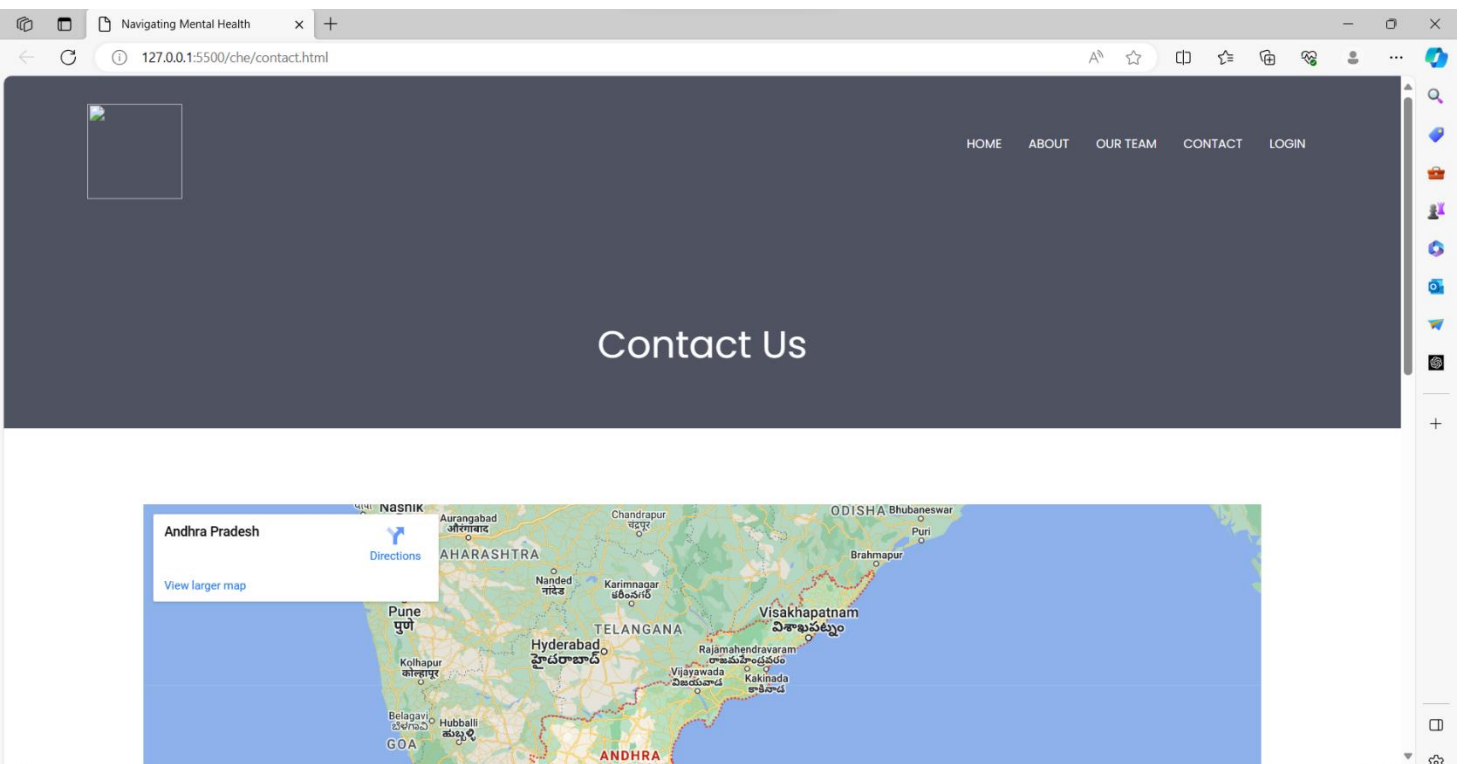 Navigating Mental Health
127.0.0.1:5500/che/contact.html
HOME ABOUT OUR TEAM CONTACT LOGIN
Contact Us
Andhra Pradesh
Directions
View larger map
Nashik
Aurangabad
औरंगाबाद
Chandrapur
चंद्रपूर
ODISHA
Bhubaneswar
Puri
Brahmapur
AHARASHTRA
Nanded
नांदेड
Karimnagar
కరీంనగర్
Pune
पुणे
TELANGANA
Visakhapatnam
విశాఖపట్నం
Hyderabad
హైదరాబాద్
Rajamahendravaram
రాజమహేంద్రవరం
Kolhapur
कोल्हापूर
Vijayawada
విజయవాడ
Kakinada
కాకినాడ
Belagavi
ಬೆಳಗಾವಿ
Hubballi
ಹುಬ್ಬಳ್ಳಿ
GOA
ANDHRA